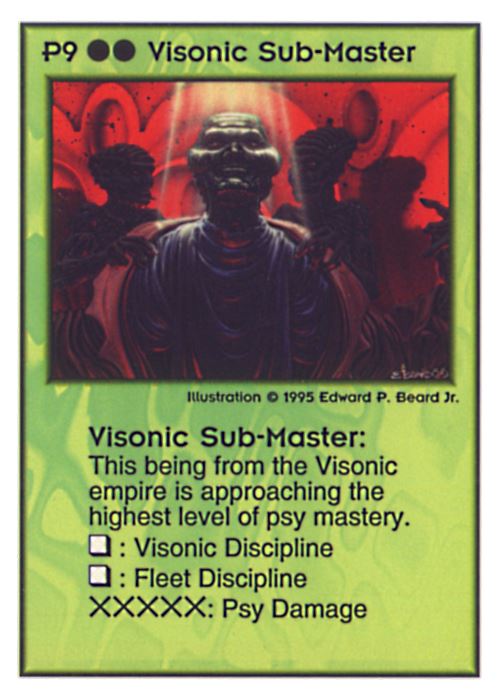 P9 ●● Visonic Sub-Master
Illustration © 1995 Edward P. Beard Jr.
Visonic Sub-Master:
This being from the Visonic
empire is approaching the
highest level of psy mastery.
❏ : Visonic Discipline
❏ : Fleet Discipline
XXXXX: Psy Damage